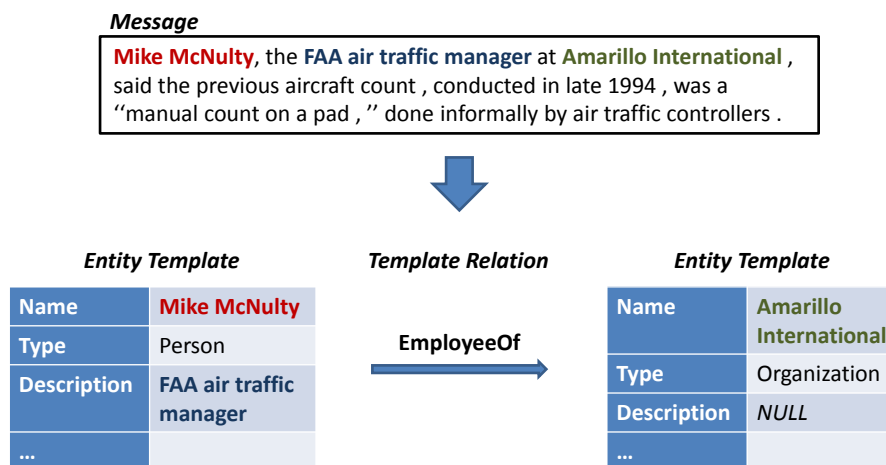 Message
Mike McNulty, the FAA air traffic manager at Amarillo International ,
said the previous aircraft count , conducted in late 1994 , was a
‘‘manual count on a pad , ’’ done informally by air traffic controllers .
Entity Template
Name Mike McNulty
Type Person
Description FAA air traffic
manager
...
Template Relation
EmployeeOf
Entity Template
Name Amarillo
International
Type Organization
Description NULL
...